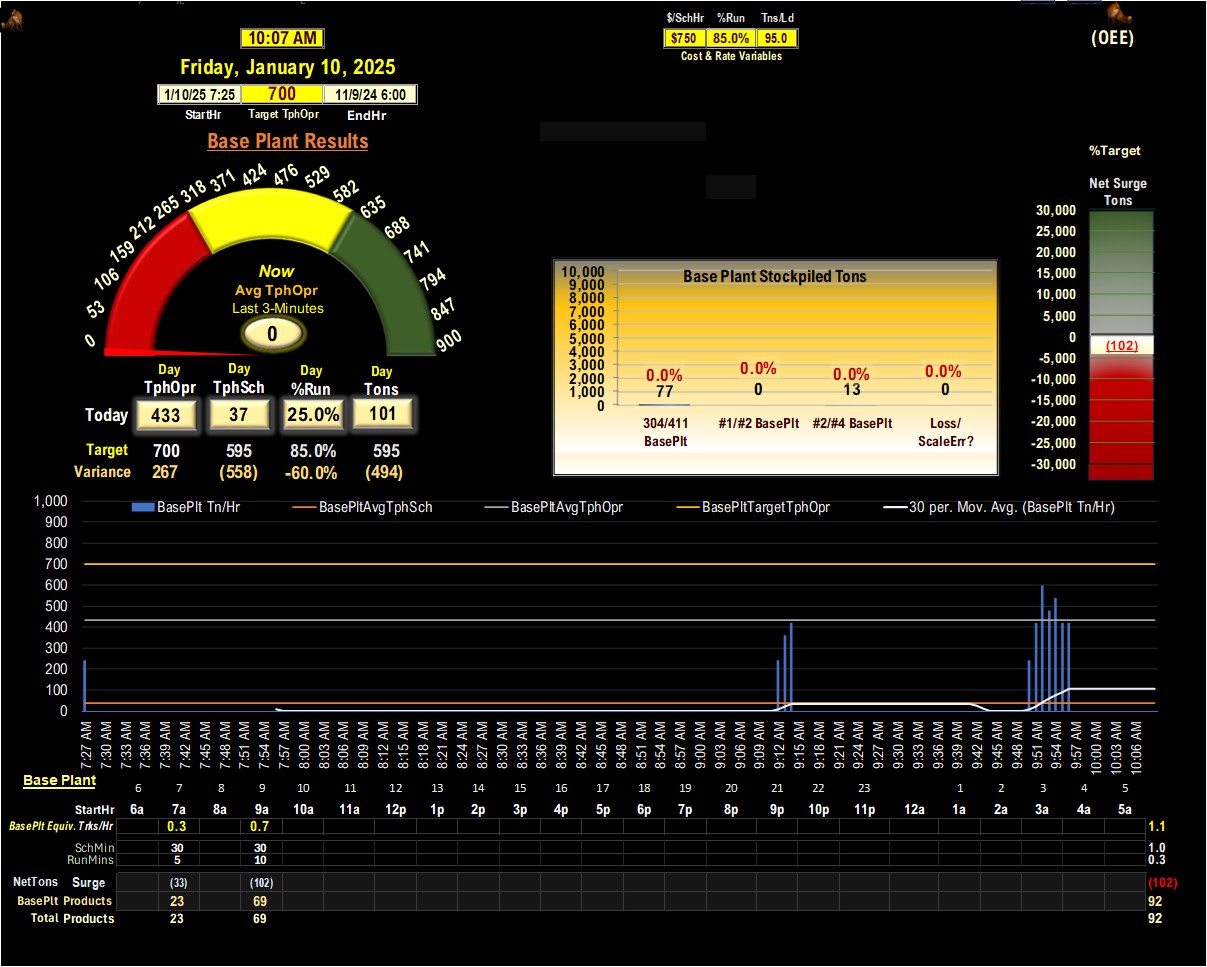 $/SchHr %Run Tns/Ld
$750 85.0% 95.0
Cost & Rate Variables
(OEE)
10:07 AM
Friday, January 10, 2025
1/10/25 7:25 700 11/9/24 6:00
StartHr Target TphOpr EndHr
Base Plant Results
0 53 106 159 212 265 318 371 424 476 529 582 635 688 741 794 847 900
Now
Avg TphOpr
Last 3-Minutes
0
Day Day Day Day
TphOpr TphSch %Run Tons
Today 433 37 25.0% 101
Target 700 595 85.0% 595
Variance 267 (558) -60.0% (494)
Base Plant Stockpiled Tons
10,000
9,000
8,000
7,000
6,000
5,000
4,000
3,000
2,000
1,000
0
0.0% 0.0% 0.0% 0.0%
77 0 13 0
304/411 BasePlt #1/#2 BasePlt #2/#4 BasePlt Loss/ ScaleErr?
%Target
Net Surge
Tons
30,000
25,000
20,000
15,000
10,000
5,000
0
(102)
-5,000
-10,000
-15,000
-20,000
-25,000
-30,000
BasePlt Tn/Hr BasePltAvgTphSch BasePltAvgTphOpr BasePltTargetTphOpr 30 per. Mov. Avg. (BasePlt Tn/Hr)
1,000
900
800
700
600
500
400
300
200
100
0
7:27 AM 7:30 AM 7:33 AM 7:36 AM 7:39 AM 7:42 AM 7:45 AM 7:48 AM 7:51 AM 7:54 AM 7:57 AM 8:00 AM 8:03 AM 8:06 AM 8:09 AM 8:12 AM 8:15 AM 8:18 AM 8:21 AM 8:24 AM 8:27 AM 8:30 AM 8:33 AM 8:36 AM 8:39 AM 8:42 AM 8:45 AM 8:48 AM 8:51 AM 8:54 AM 8:57 AM 9:00 AM 9:03 AM 9:06 AM 9:09 AM 9:12 AM 9:15 AM 9:18 AM 9:21 AM 9:24 AM 9:27 AM 9:30 AM 9:33 AM 9:36 AM 9:39 AM 9:42 AM 9:45 AM 9:48 AM 9:51 AM 9:54 AM 9:57 AM 10:00 AM 10:03 AM 10:06 AM
Base Plant
6 7 8 9 10 11 12 13 14 15 16 17 18 19 20 21 22 23 1 2 3 4 5
StartHr 6a 7a 8a 9a 10a 11a 12p 1p 2p 3p 4p 5p 6p 7p 8p 9p 10p 11p 12a 1a 2a 3a 4a 5a
BasePlt Equiv. Trks/Hr 0.3 0.7 1.1
SchMin 30 30 1.0
RunMins 5 10 0.3
NetTons Surge (33) (102) (102)
BasePlt Products 23 69 92
Total Products 23 69 92